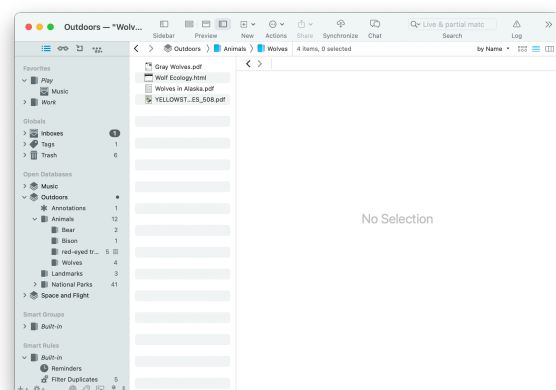 Outdoors — "Wolv...
Sidebar
Preview
New
Actions
Share
Synchronize
Chat
Live & partial matc
Search
Log
Outdoors
Animals
Wolves
4 items, 0 selected
by Name
Favorites
Play
Music
Work
Globals
Inboxes 1
Tags 1
Trash 6
Open Databases
Music
Outdoors
Annotations 1
Animals 12
Bear 2
Bison 1
red-eyed tr... 5
Wolves 4
Landmarks 3
National Parks 41
Space and Flight
Smart Groups
Built-in
Smart Rules
Built-in
Reminders
Filter Duplicates 5
Gray Wolves.pdf
Wolf Ecology.html
Wolves in Alaska.pdf
YELLOWST...ES_508.pdf
No Selection